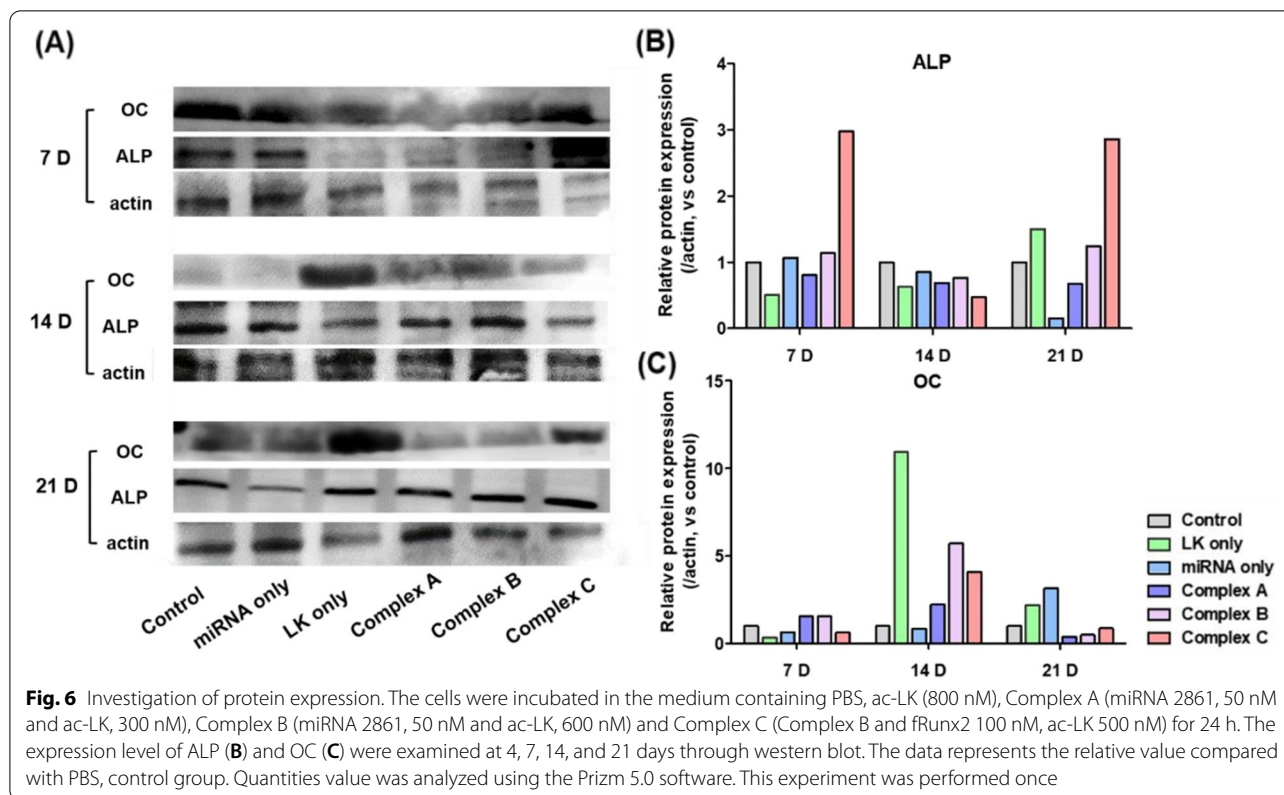 (A)
OC
7 D
ALP
actin
OC
14 D
ALP
actin
OC
21 D
ALP
actin
Control
miRNA only
LK only
Complex A
Complex B
Complex C
(B)
ALP
Relative protein expression
(/actin, vs control)
4
3
2
1
0
7 D
14 D
21 D
(C)
OC
Relative protein expression
(/actin, vs control)
15
10
5
0
7 D
14 D
21 D
Control
LK only
miRNA only
Complex A
Complex B
Complex C
Fig. 6 Investigation of protein expression. The cells were incubated in the medium containing PBS, ac-LK (800 nM), Complex A (miRNA 2861, 50 nM
and ac-LK, 300 nM), Complex B (miRNA 2861, 50 nM and ac-LK, 600 nM) and Complex C (Complex B and fRunx2 100 nM, ac-LK 500 nM) for 24 h. The
expression level of ALP (B) and OC (C) were examined at 4, 7, 14, and 21 days through western blot. The data represents the relative value compared
with PBS, control group. Quantities value was analyzed using the Prizm 5.0 software. This experiment was performed once